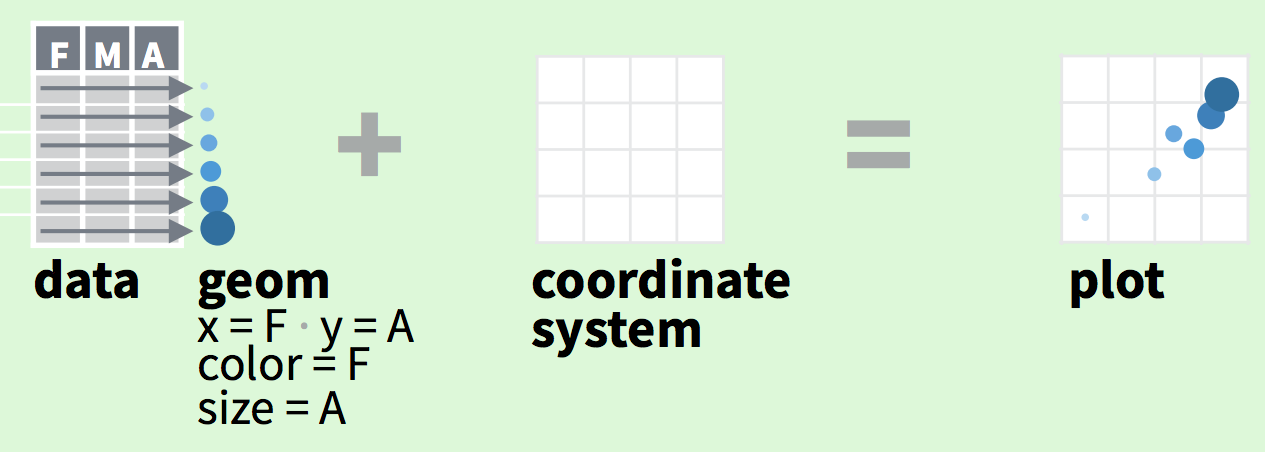 F M A
data
geom
x = F · y = A
color = F
size = A
+
coordinate
system
=
plot